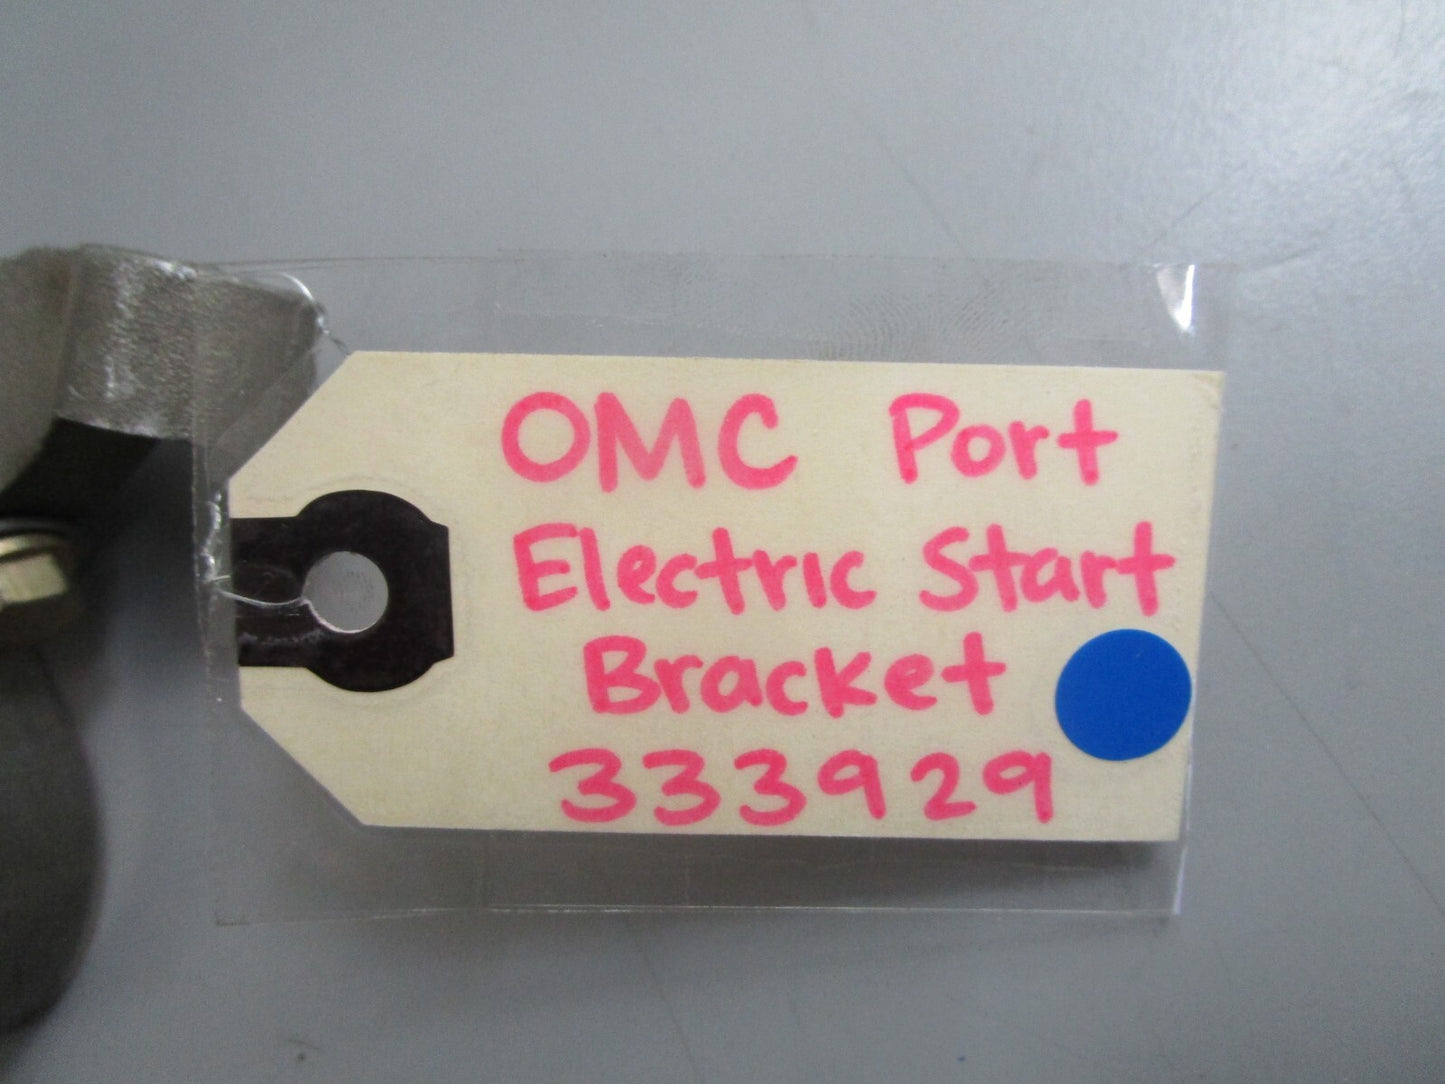 OMC Port
Electric Start
Bracket
333929